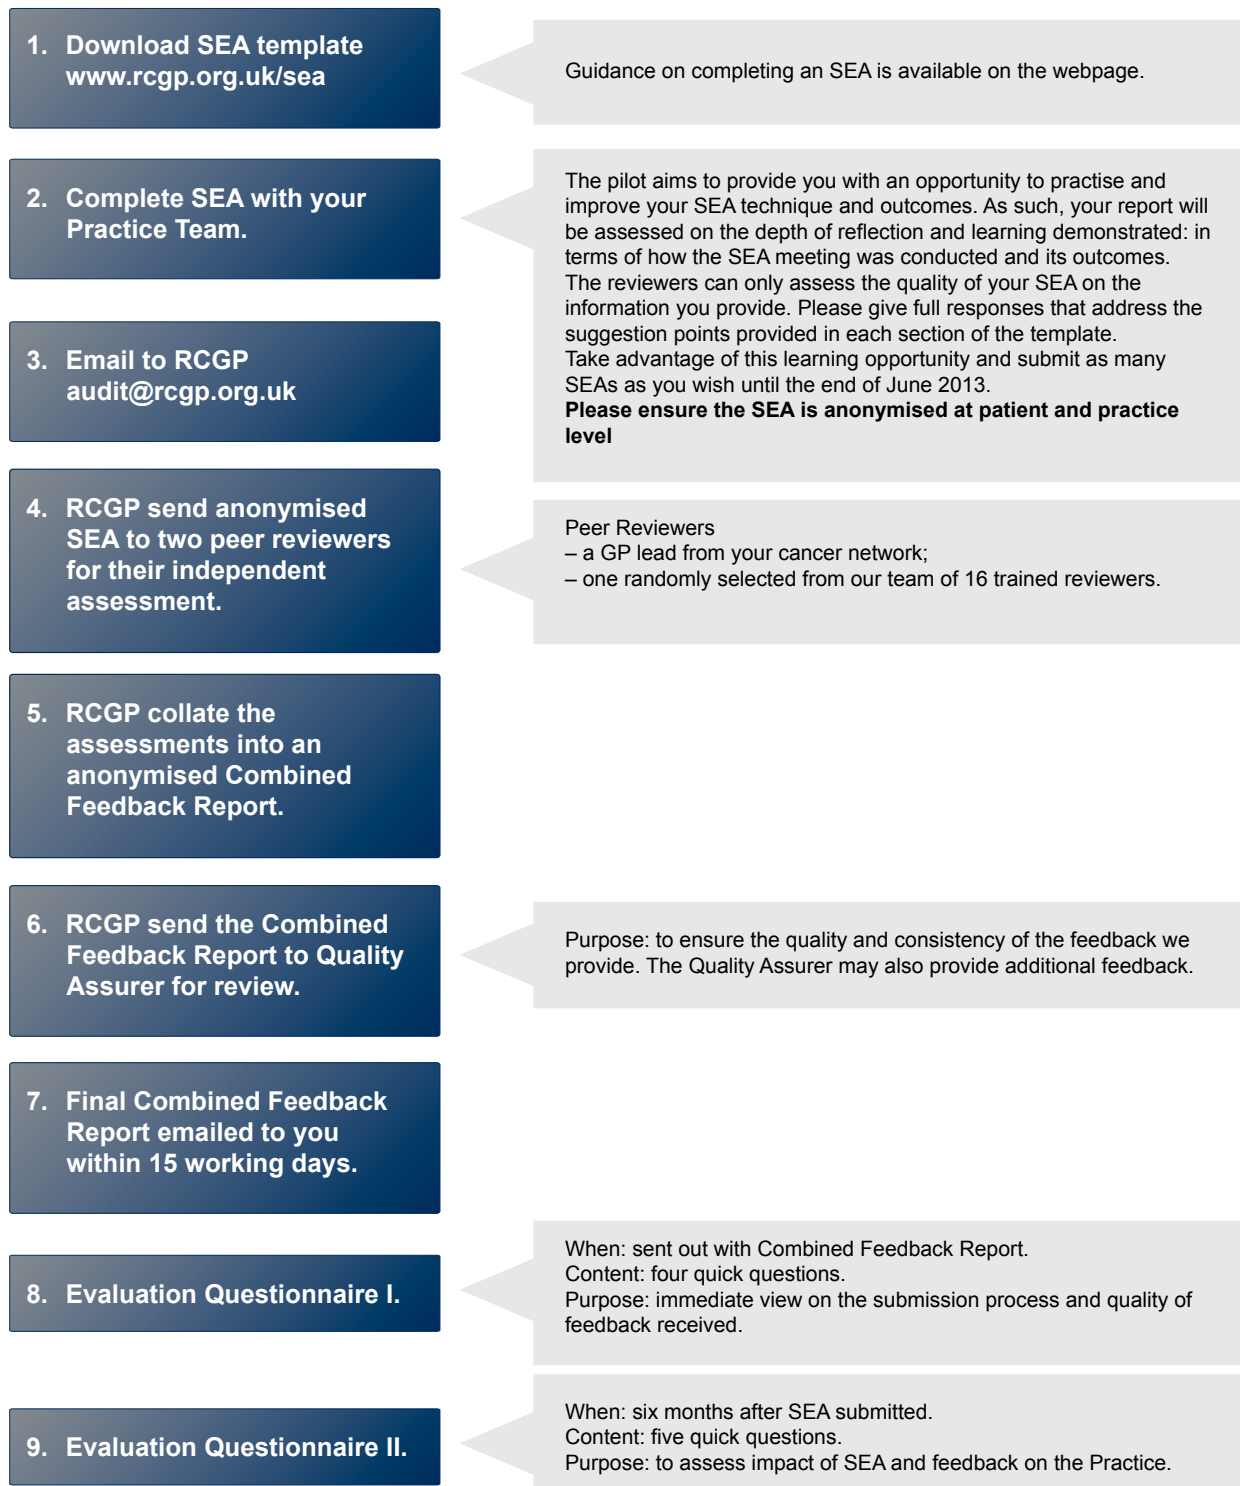 1. Download SEA template
www.rcgp.org.uk/sea
Guidance on completing an SEA is available on the webpage.
2. Complete SEA with your
Practice Team.
The pilot aims to provide you with an opportunity to practise and
improve your SEA technique and outcomes. As such, your report will
be assessed on the depth of reflection and learning demonstrated: in
terms of how the SEA meeting was conducted and its outcomes.
The reviewers can only assess the quality of your SEA on the
information you provide. Please give full responses that address the
suggestion points provided in each section of the template.
Take advantage of this learning opportunity and submit as many
SEAs as you wish until the end of June 2013.
Please ensure the SEA is anonymised at patient and practice
level
3. Email to RCGP
audit@rcgp.org.uk
4. RCGP send anonymised
SEA to two peer reviewers
for their independent
assessment.
Peer Reviewers
– a GP lead from your cancer network;
– one randomly selected from our team of 16 trained reviewers.
5. RCGP collate the
assessments into an
anonymised Combined
Feedback Report.
6. RCGP send the Combined
Feedback Report to Quality
Assurer for review.
Purpose: to ensure the quality and consistency of the feedback we
provide. The Quality Assurer may also provide additional feedback.
7. Final Combined Feedback
Report emailed to you
within 15 working days.
8. Evaluation Questionnaire I.
When: sent out with Combined Feedback Report.
Content: four quick questions.
Purpose: immediate view on the submission process and quality of
feedback received.
9. Evaluation Questionnaire II.
When: six months after SEA submitted.
Content: five quick questions.
Purpose: to assess impact of SEA and feedback on the Practice.